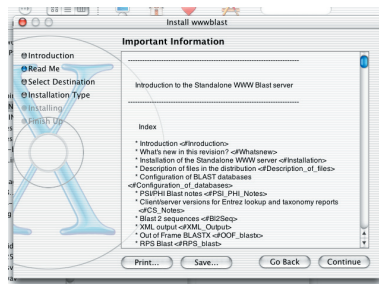 Install wwwblast
Important Information
Introduction
Read Me
Select Destination
Installation Type
Installing
Finish Up
Introduction to the Standalone WWW Blast server
Index
* Introduction <#Introduction>
* What's new in this revision? <#Whatsnew>
* Installation of the Standalone WWW server <#Installation>
* Description of files in the distribution <#Description_of_files>
* Configuration of BLAST databases
<#Configuration_of_databases>
* PSI/PHI Blast notes <#PSI_PHI_Notes>
* Client/server versions for Entrez lookup and taxonomy reports
<#CS_Notes>
* Blast 2 sequences <#Bl2Seq>
* XML output <#XML_Output>
* Out of Frame BLASTX <#OOF_blastx>
* RPS Blast <#RPS_blast>
Print...
Save...
Go Back
Continue